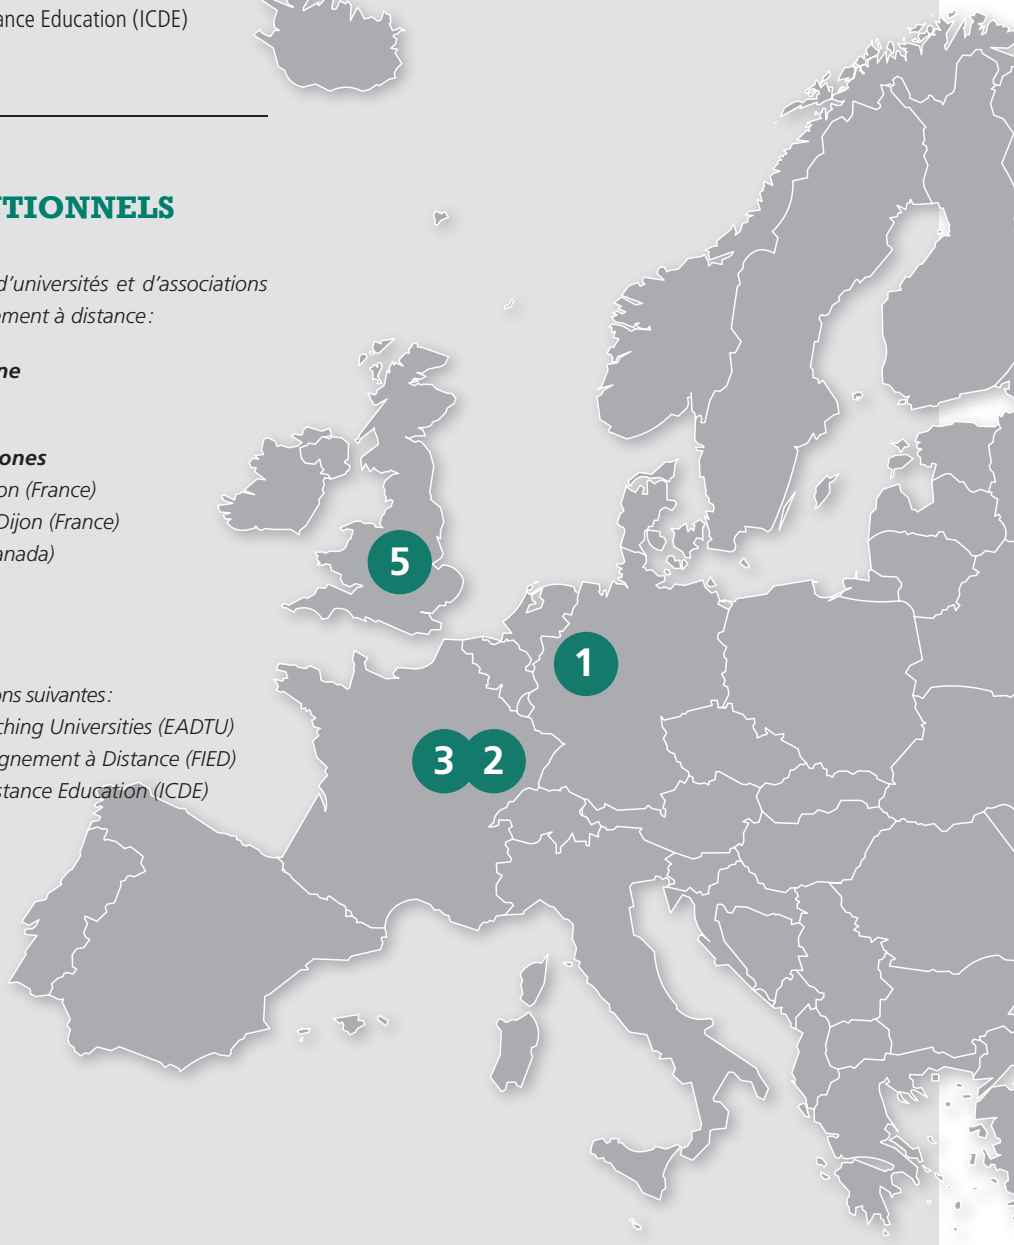 ance Education (ICDE)
TIONNELS
d’universités et d’associations
ement à distance :
ne
ones
on (France)
Dijon (France)
anada)
ons suivantes :
ching Universities (EADTU)
gnement à Distance (FIED)
stance Education (ICDE)
5
1
3 2